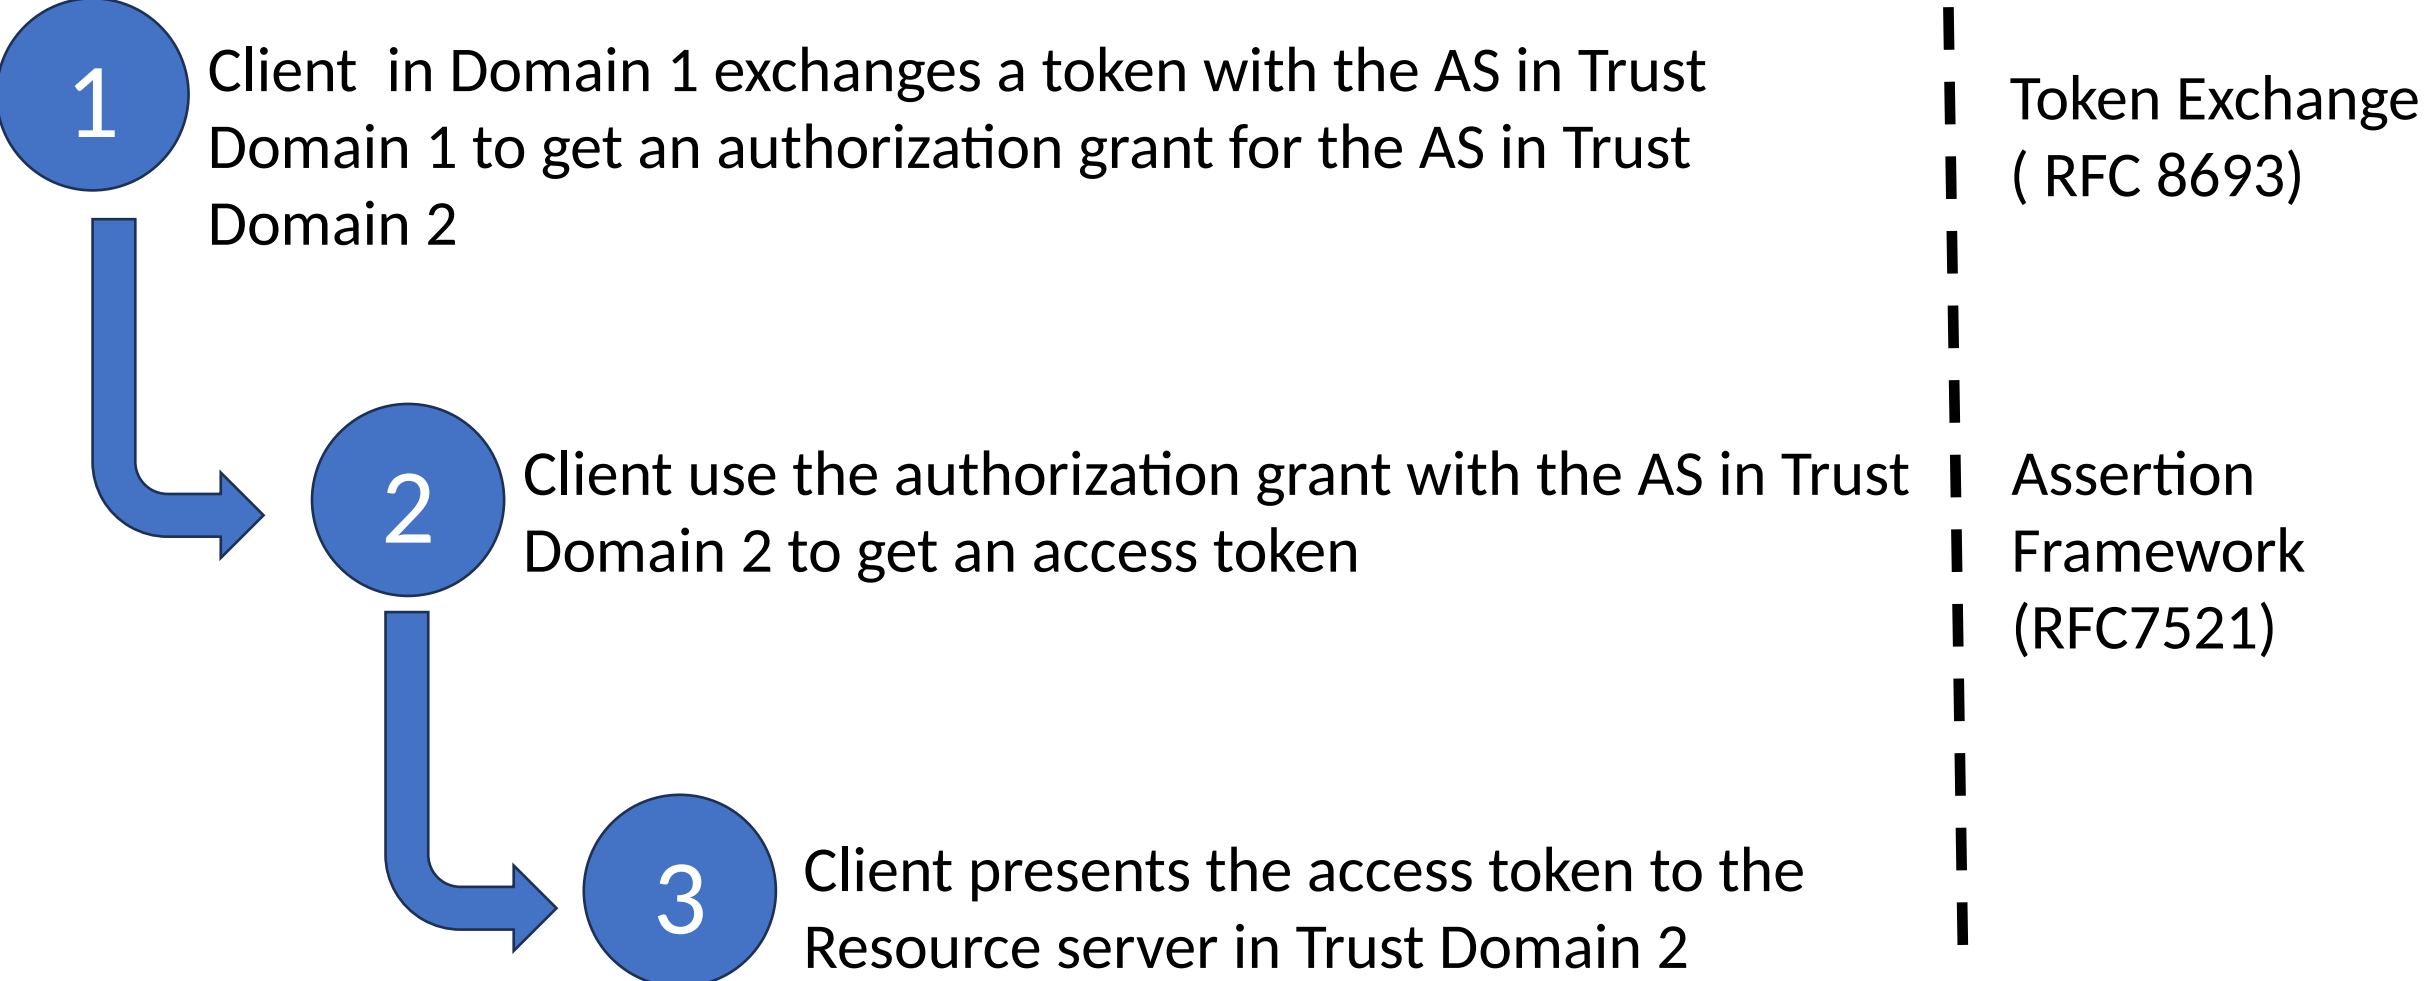 1
Client  in Domain 1 exchanges a token with the AS in Trust
Domain 1 to get an authorization grant for the AS in Trust
Domain 2
Token Exchange
( RFC 8693)
2
Client use the authorization grant with the AS in Trust
Domain 2 to get an access token
Assertion
Framework
(RFC7521)
3
Client presents the access token to the
Resource server in Trust Domain 2